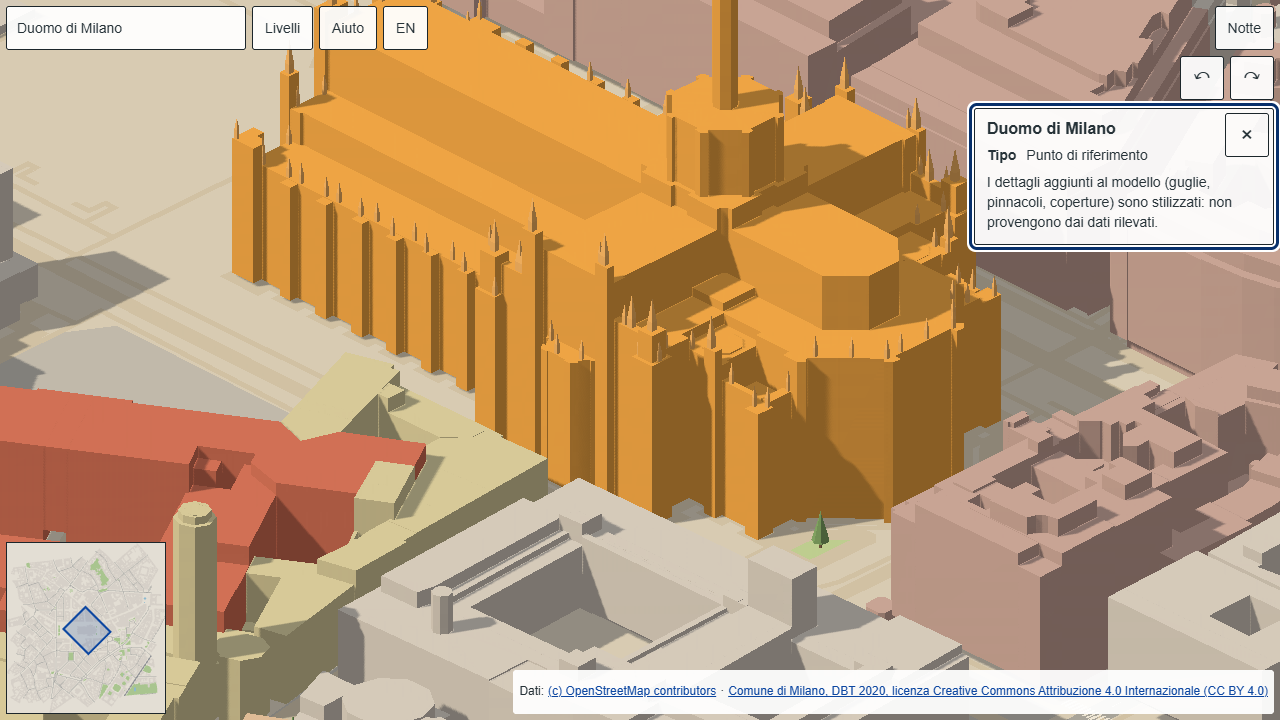 Duomo di Milano
Livelli
Aiuto
EN
Notte
Duomo di Milano
Tipo Punto di riferimento
I dettagli aggiunti al modello (guglie,
pinnacoli, coperture) sono stilizzati: non
provengono dai dati rilevati.
Dati: (c) OpenStreetMap contributors · Comune di Milano, DBT 2020, licenza Creative Commons Attribuzione 4.0 Internazionale (CC BY 4.0)